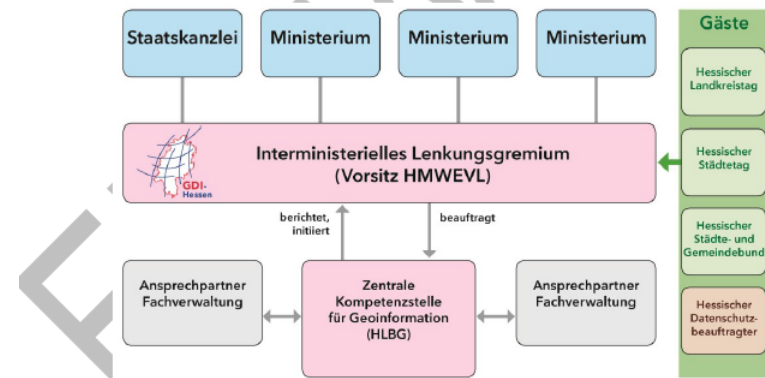 Staatskanzlei
Ministerium
Ministerium
Ministerium
Gäste
Hessischer
Landkreistag
Hessischer
Städtetag
Hessischer
Städte- und
Gemeindebund
Hessischer
Datenschutz-
beauftragter
Interministerielles Lenkungsgremium
(Vorsitz HMWEVL)
GDI-
Hessen
berichtet,
initiiert
beauftragt
Ansprechpartner
Fachverwaltung
Zentrale
Kompetenzstelle
für Geoinformation
(HLBG)
Ansprechpartner
Fachverwaltung